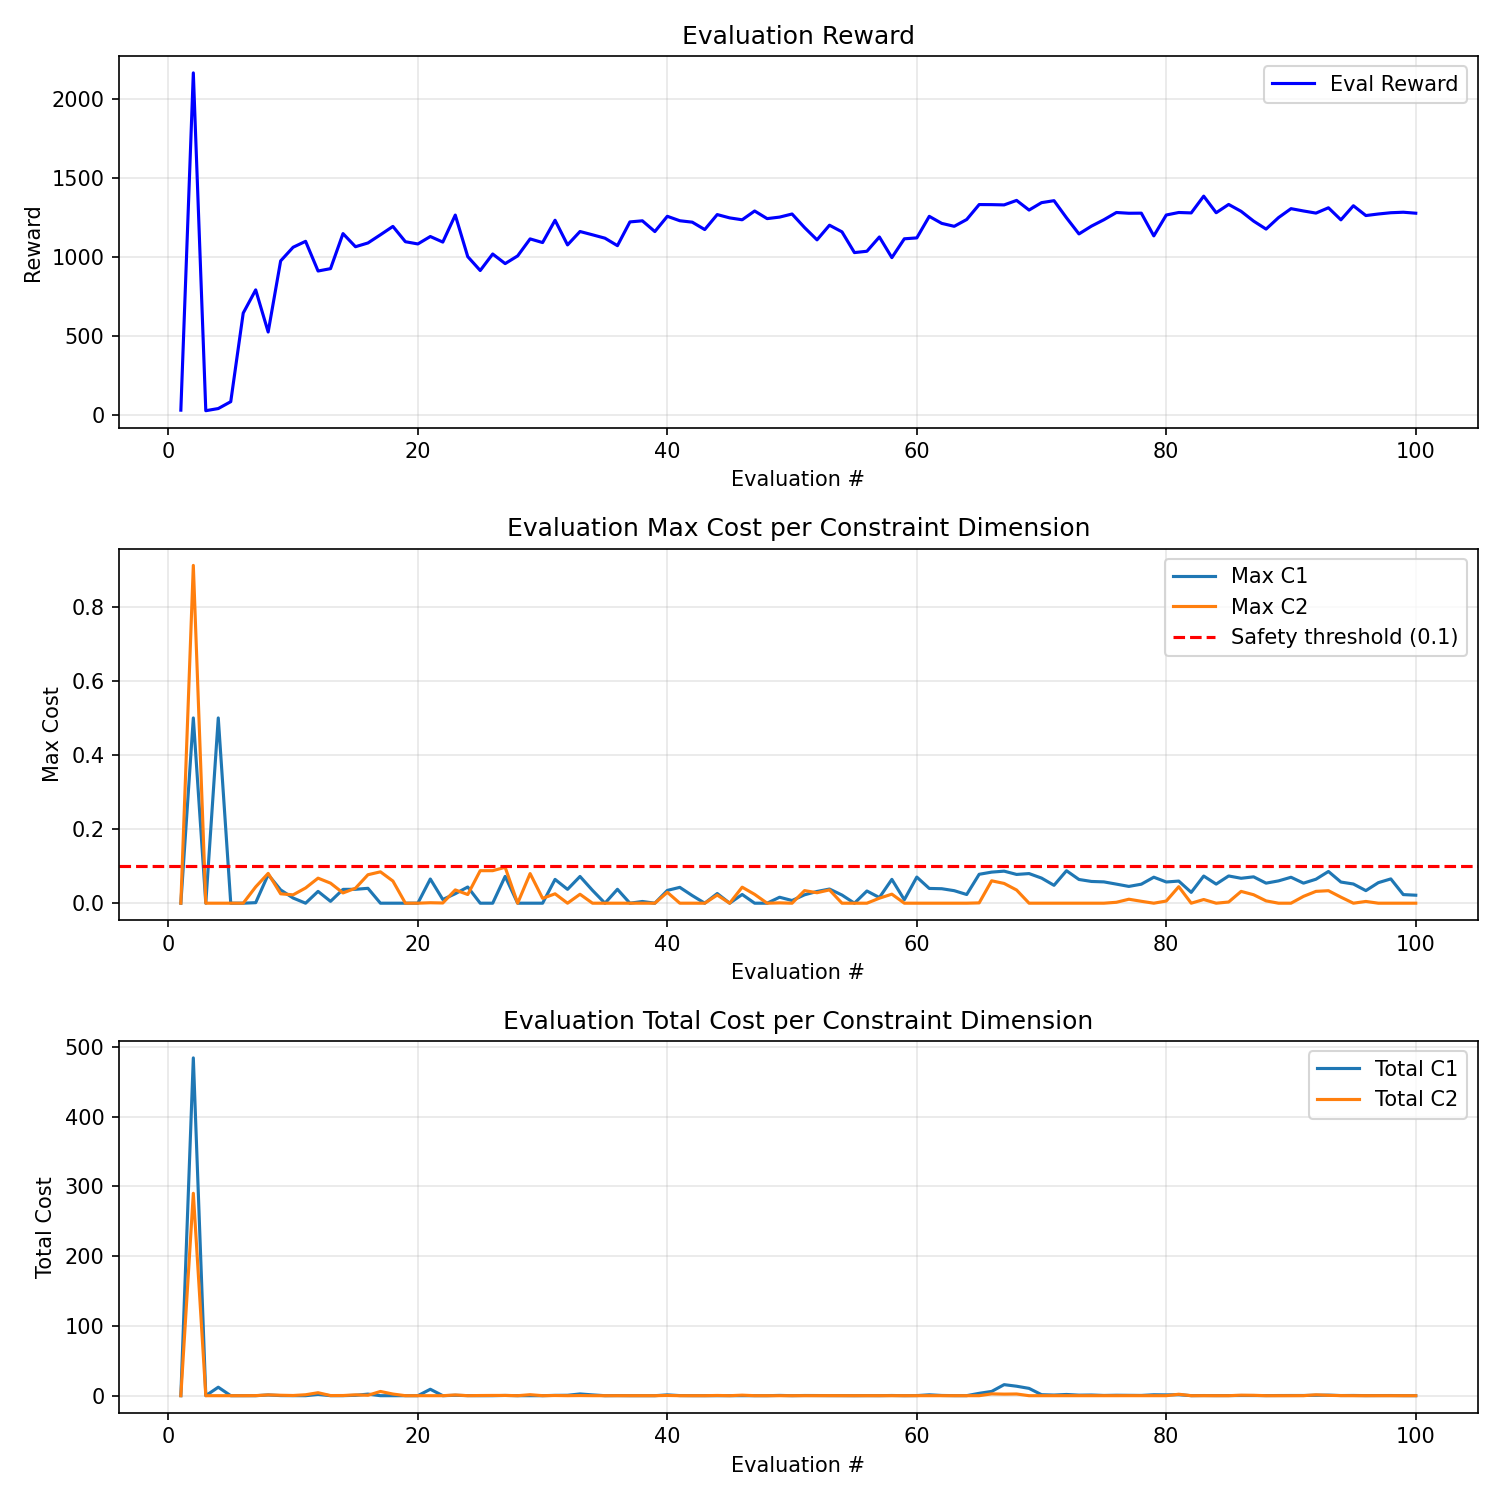 Evaluation Reward
Eval Reward
Reward
2000
1500
1000
500
0
0 20 40 60 80 100
Evaluation #
Evaluation Max Cost per Constraint Dimension
Max C1
Max C2
Safety threshold (0.1)
Max Cost
0.8
0.6
0.4
0.2
0.0
0 20 40 60 80 100
Evaluation #
Evaluation Total Cost per Constraint Dimension
Total C1
Total C2
Total Cost
500
400
300
200
100
0
0 20 40 60 80 100
Evaluation #